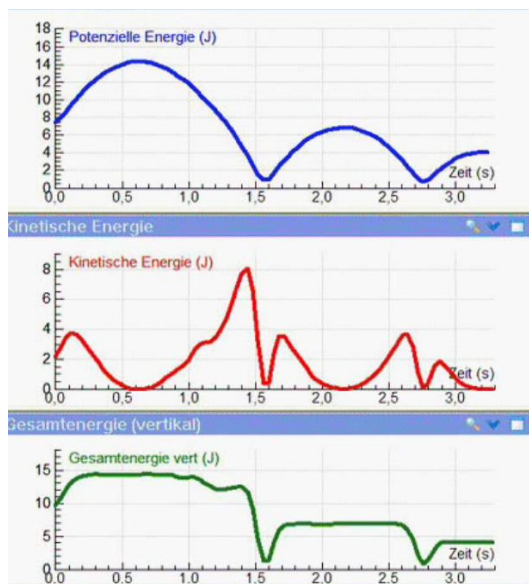 18
Potenzielle Energie (J)
16
14
12
10
8
6
4
2
0
Zeit (s)
0,0 0,5 1,0 1,5 2,0 2,5 3,0
Kinetische Energie
8
Kinetische Energie (J)
6
4
2
0
Zeit (s)
0,0 0,5 1,0 1,5 2,0 2,5 3,0
Gesamtenergie (vertikal)
Gesamtenergie vert (J)
15
10
5
0
Zeit (s)
0,0 0,5 1,0 1,5 2,0 2,5 3,0